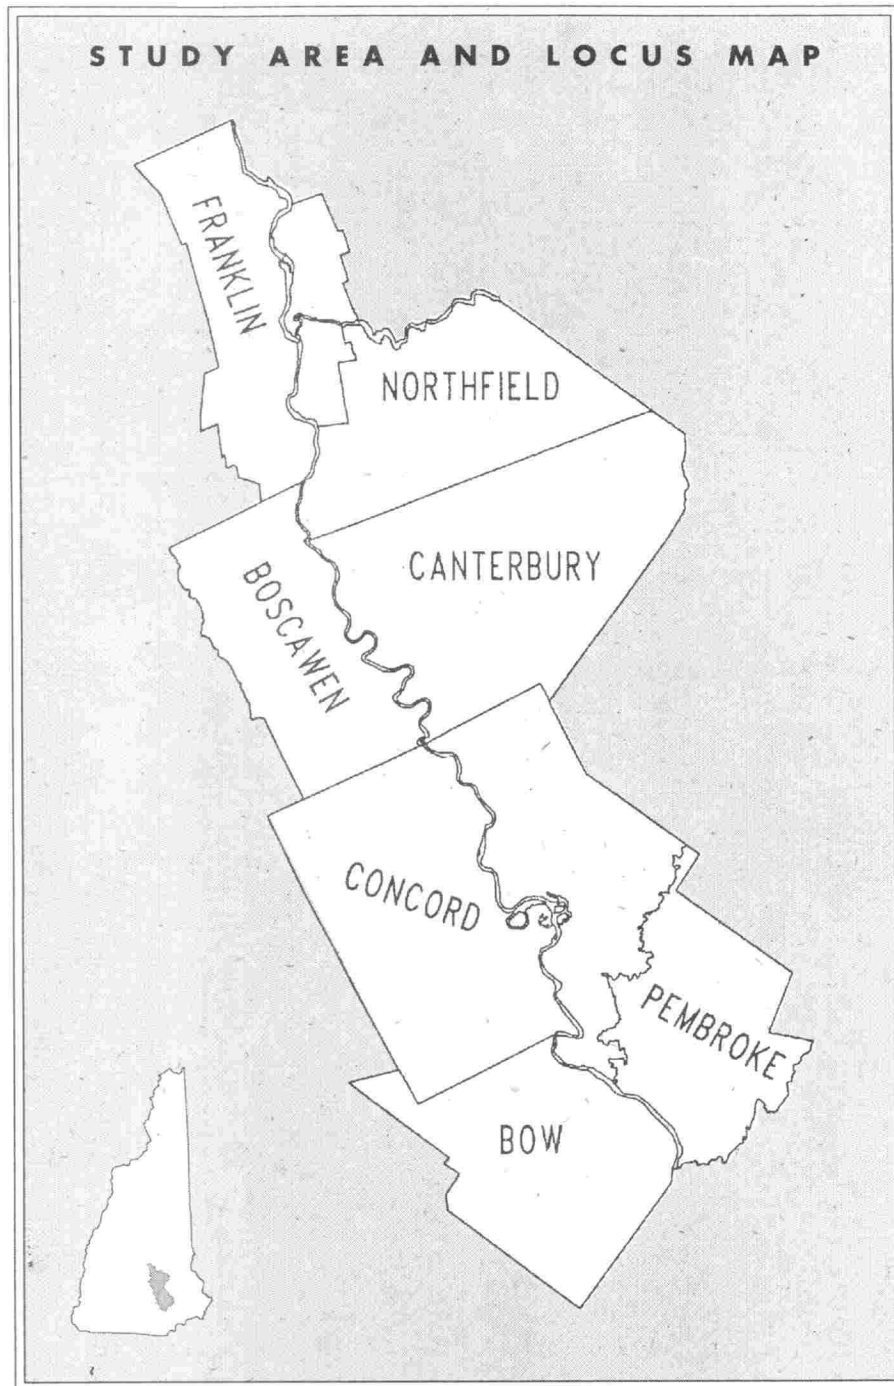 STUDY AREA AND LOCUS MAP
FRANKLIN
NORTHFIELD
CANTERBURY
BOSCAWEN
CONCORD
PEMBROKE
BOW